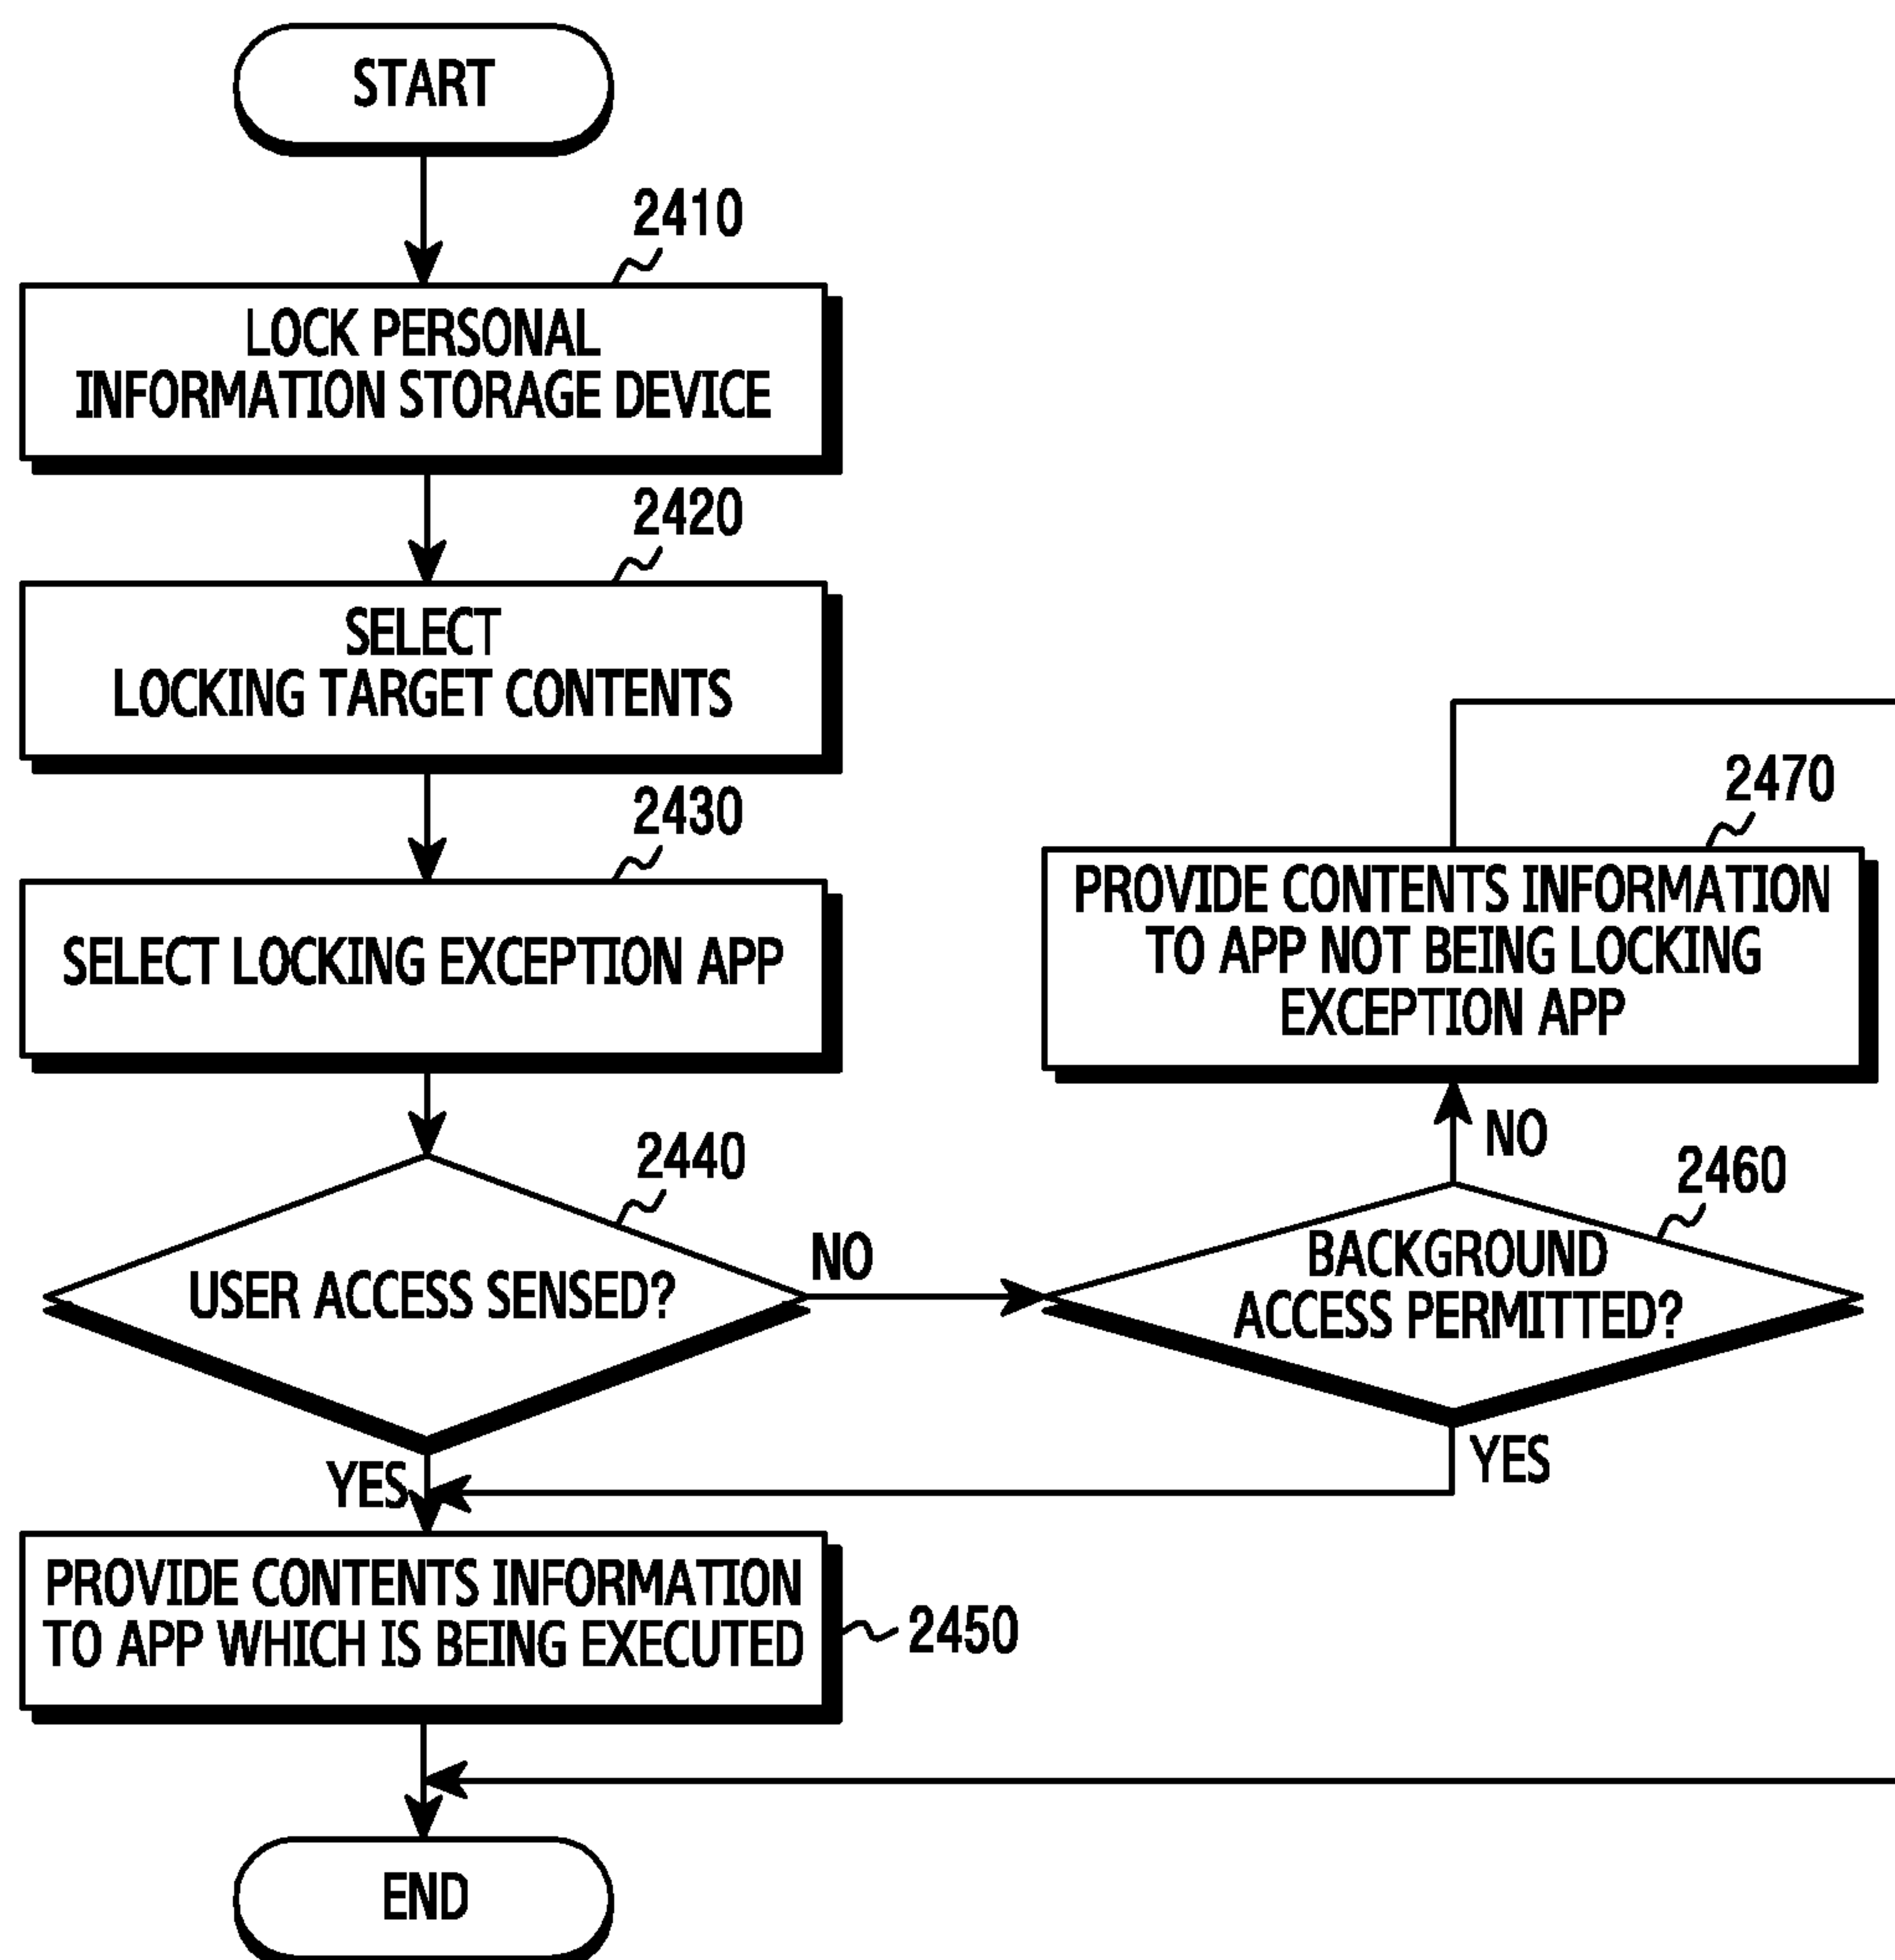 START
2410
LOCK PERSONAL
INFORMATION STORAGE DEVICE
2420
SELECT
LOCKING TARGET CONTENTS
2430
SELECT LOCKING EXCEPTION APP
2470
PROVIDE CONTENTS INFORMATION
TO APP NOT BEING LOCKING
EXCEPTION APP
2440
USER ACCESS SENSED?
NO
NO
2460
BACKGROUND
ACCESS PERMITTED?
YES
YES
PROVIDE CONTENTS INFORMATION
TO APP WHICH IS BEING EXECUTED
2450
END